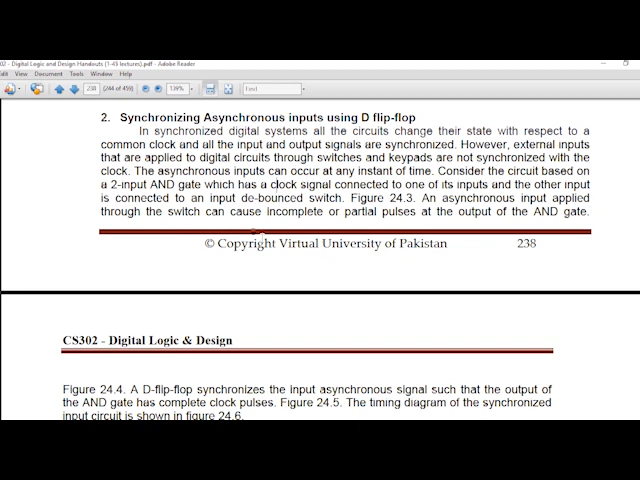 02 - Digital Logic and Design Handouts (1-45 lectures).pdf - Adobe Reader
dit View Document Tools Window Help
238 (244 of 459) 139% Find
2. Synchronizing Asynchronous inputs using D flip-flop
In synchronized digital systems all the circuits change their state with respect to a
common clock and all the input and output signals are synchronized. However, external inputs
that are applied to digital circuits through switches and keypads are not synchronized with the
clock. The asynchronous inputs can occur at any instant of time. Consider the circuit based on
a 2-input AND gate which has a clock signal connected to one of its inputs and the other input
is connected to an input de-bounced switch. Figure 24.3. An asynchronous input applied
through the switch can cause incomplete or partial pulses at the output of the AND gate.
© Copyright Virtual University of Pakistan 238
CS302 - Digital Logic & Design
Figure 24.4. A D-flip-flop synchronizes the input asynchronous signal such that the output of
the AND gate has complete clock pulses. Figure 24.5. The timing diagram of the synchronized
input circuit is shown in figure 24.6.